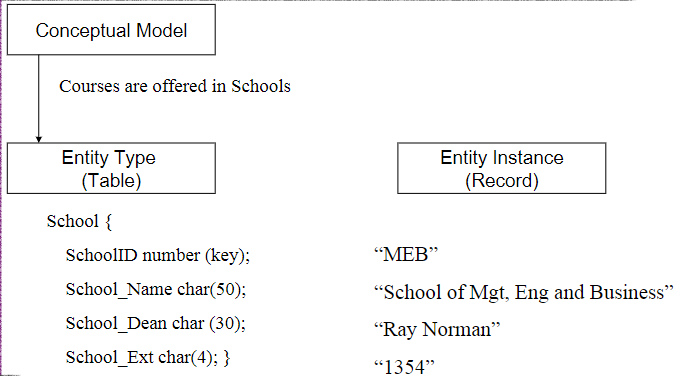 Conceptual Model
Courses are offered in Schools
Entity Type
(Table)
Entity Instance
(Record)
School {
SchoolID number (key);
“MEB”
School_Name char(50);
“School of Mgt, Eng and Business”
School_Dean char (30);
“Ray Norman”
School_Ext char(4); }
“1354”